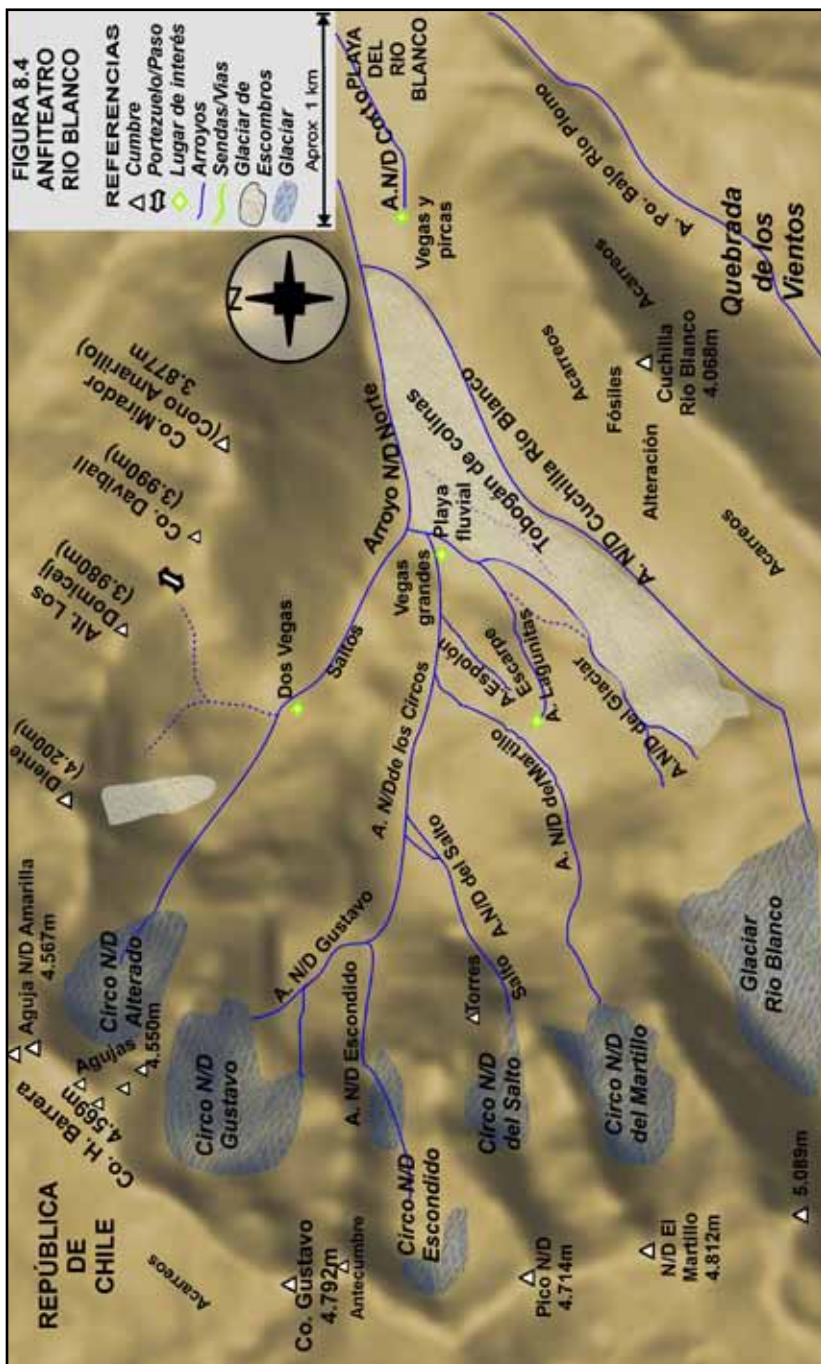 FIGURA 8.4
ANFITEATRO
RIO BLANCO
REFERENCIAS
Cumbre
Portezuelo/Paso
Lugar de interés
Arroyos
Sendas/Vias
Glaciar de
Escombros
Glaciar
Aprox 1 km
N
REPÚBLICA
DE
CHILE
Acarreos
Co. H. Barrera
4.569m
Aguja N/D Amarilla
4.567m
Agujas
4.550m
Diente
(4.200m)
Alt. Los
Domicelj
(3.980m)
Co. Daviball
(3.990m)
Co.Mirador
(Cono Amarillo)
3.877m
Circo N/D
Alterado
Dos Vegas
Saltos
Arroyo N/D Norte
Circo N/D
Gustavo
A. N/D Gustavo
Co. Gustavo
4.792m
Antecumbre
A. N/D Escondido
Circo N/D
Escondido
A. N/Dde los Circos
Vegas
grandes
Playa
fluvial
A.Espolón
Escarpe
A. Lagunitas
A.N/D del Glaciar
A. N/D del Martillo
A.N/D del Salto
Salto
Torres
Circo N/D
del Salto
Pico N/D
4.714m
Circo N/D
del Martillo
N/D El
Martillo
4.812m
5.089m
Glaciar
Rio Blanco
Tobogán de colinas
A. N/D Cuchilla Río Blanco
A.N/D Corto
PLAYA
DEL
RIO
BLANCO
Vegas y
pircas
A. Po. Bajo Río Plomo
Quebrada
de los
Vientos
Acarreos
Acarreos
Fósiles
Cuchilla
Rio Blanco
4.068m
Alteración
Acarreos